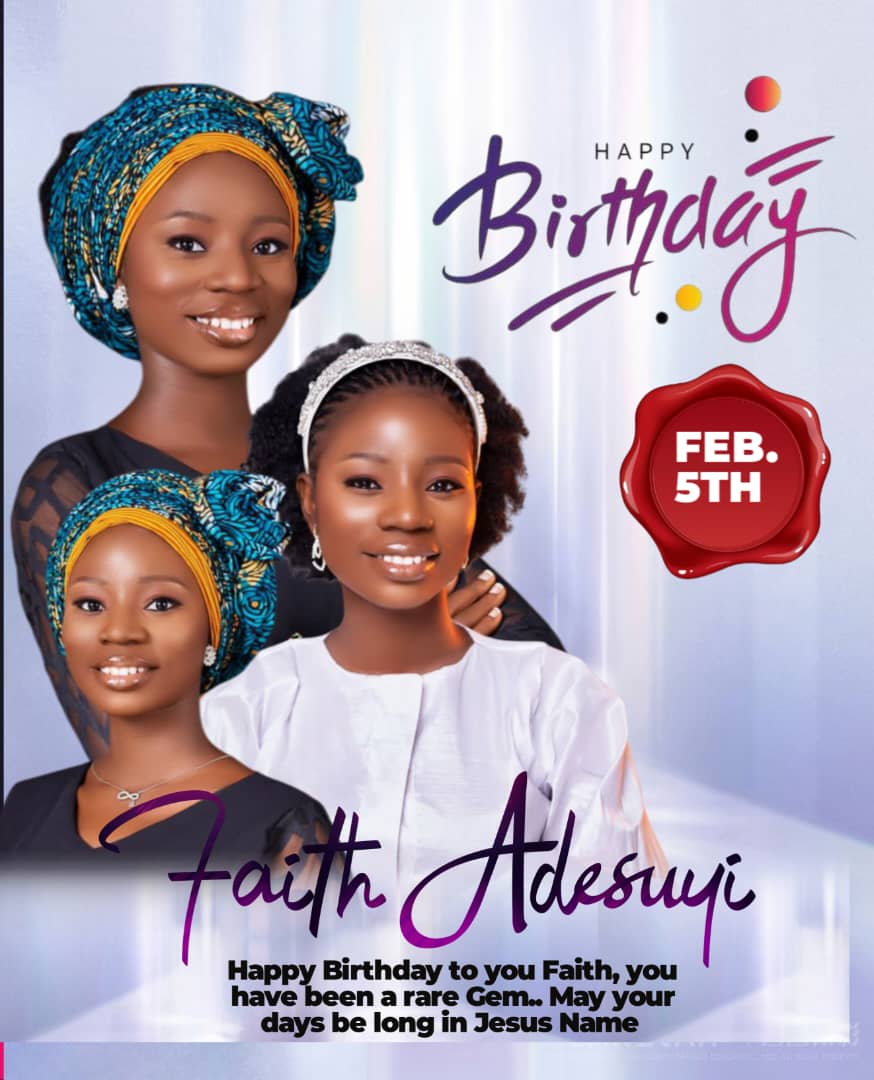 HAPPY
Birthday
FEB.
5TH
Faith Adesuyi
Happy Birthday to you Faith, you
have been a rare Gem.. May your
days be long in Jesus Name